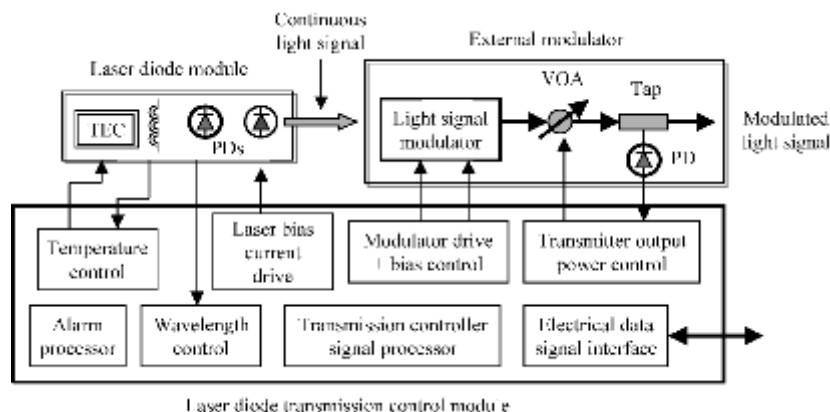 Continuous
light signal
External modulator
Laser diode module
VOA
Tap
TEC
PDs
Light signal
modulator
Modulated
light signal
PD
Temperature
control
Laser bias
current
drive
Modulator drive
+ bias control
Transmitter output
power control
Alarm
processor
Wavelength
control
Transmission controller
signal processor
Electrical data
signal interface
Laser diode transmission control module